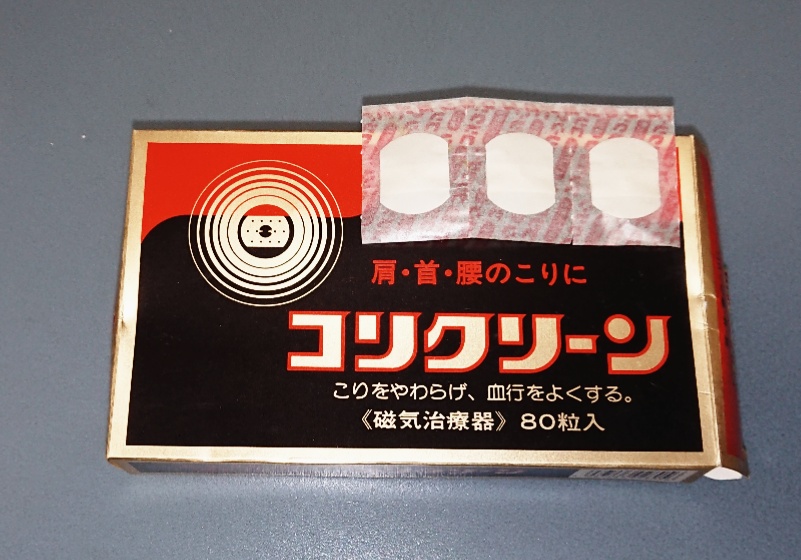 肩・首・腰のこりに
コリクリーン
こりをやわらげ、血行をよくする。
《磁気治療器》80粒入